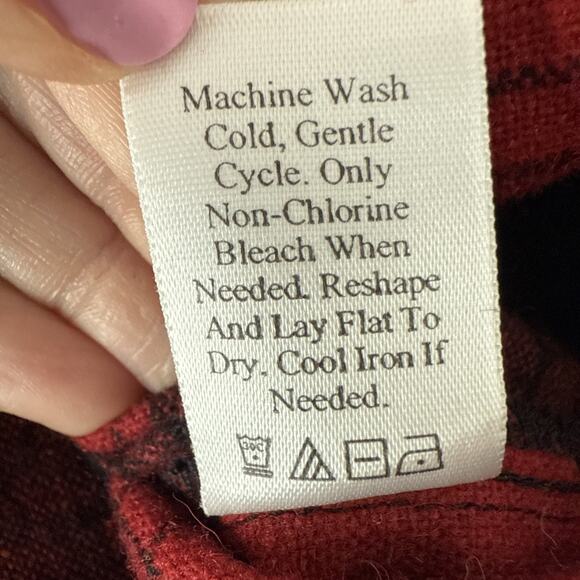 Machine Wash
Cold, Gentle
Cycle. Only
Non-Chlorine
Bleach When
Needed. Reshape
And Lay Flat To
Dry. Cool Iron If
Needed.